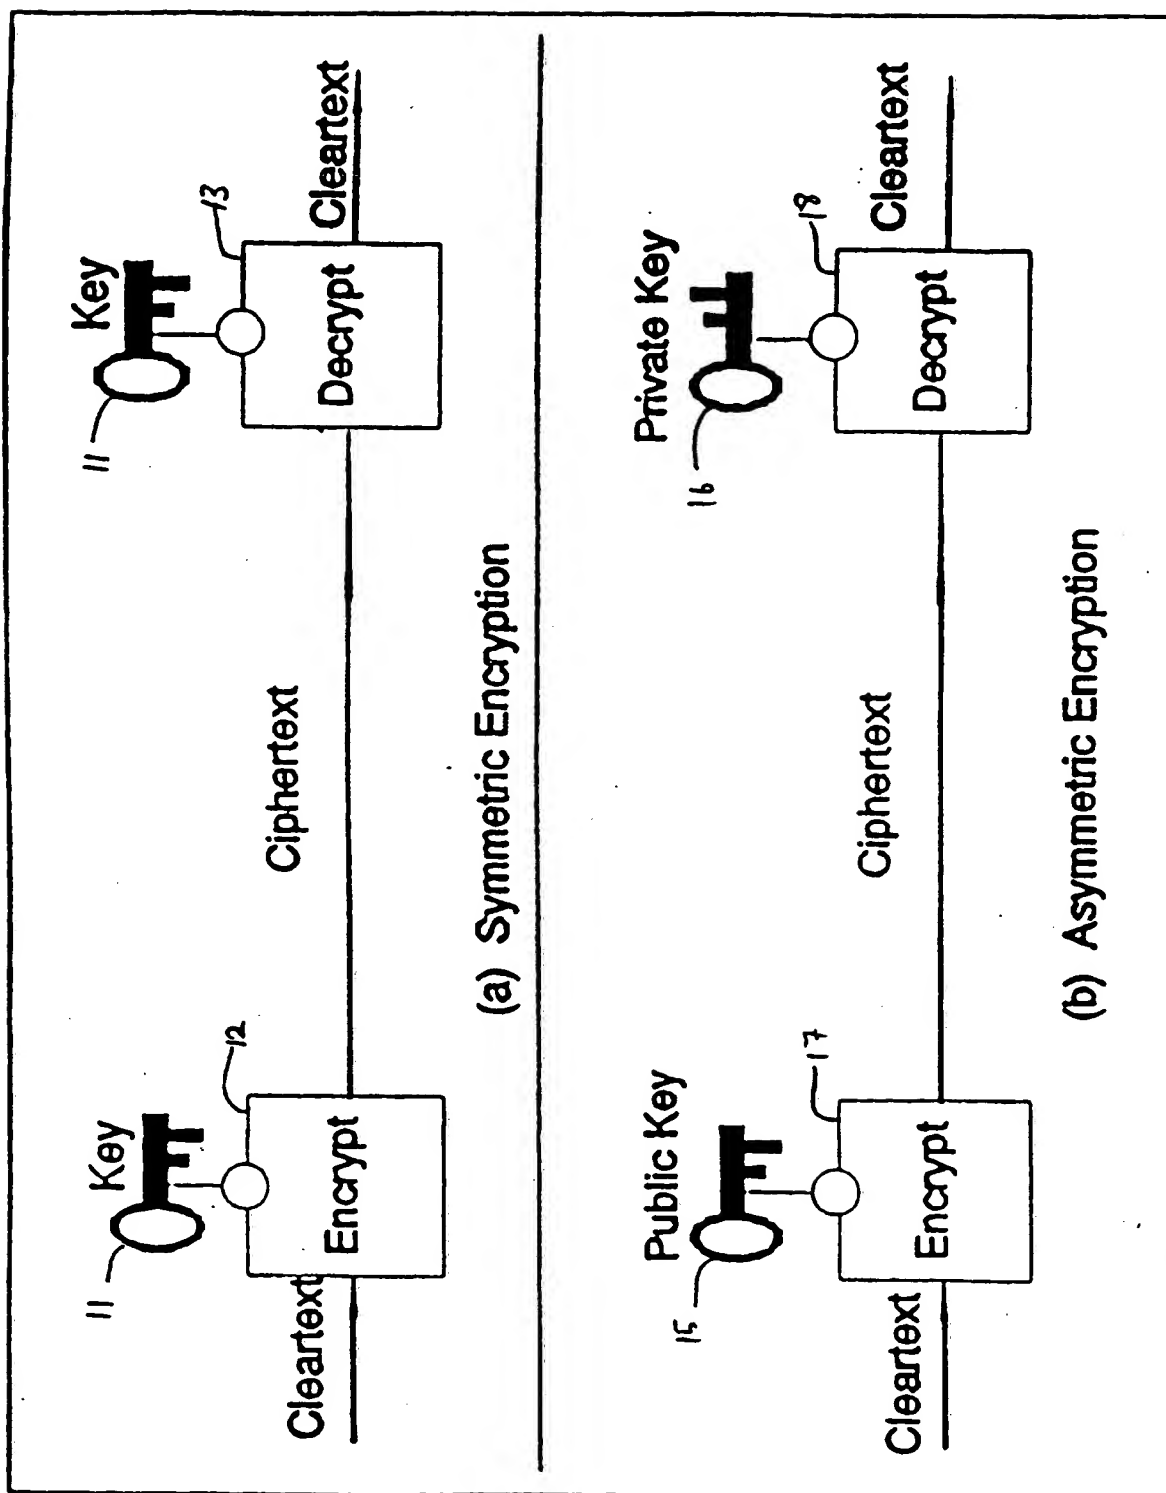 Key
Key
11
11
12
13
Cleartext
Encrypt
Ciphertext
Decrypt
Cleartext
(a) Symmetric Encryption
Public Key
Private Key
15
16
17
18
Cleartext
Encrypt
Ciphertext
Decrypt
Cleartext
(b) Asymmetric Encryption